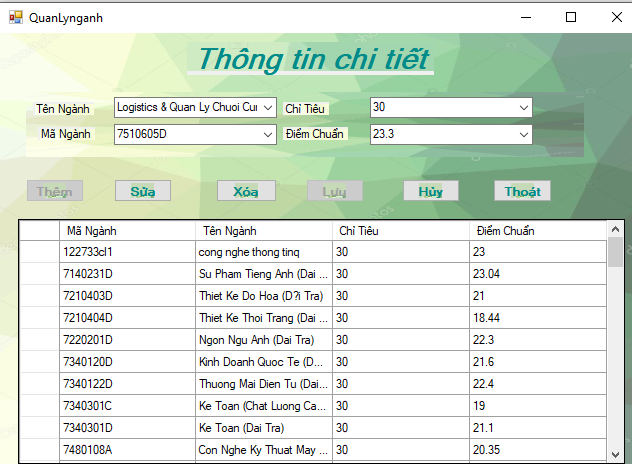 QuanLynganh
Thông tin chi tiết
Tên Ngành Logistics & Quan Ly Chuoi Cu Chỉ Tiêu 30
Mã Ngành 7510605D Điểm Chuẩn 23.3
Thêm Sửa Xóa Lưu Hủy Thoát
Mã Ngành Tên Ngành Chỉ Tiêu Điểm Chuẩn
122733cl1 cong nghe thong tinq 30 23
7140231D Su Pham Tieng Anh (Dai ... 30 23.04
7210403D Thiet Ke Do Hoa (D?i Tra) 30 21
7210404D Thiet Ke Thoi Trang (Dai ... 30 18.44
7220201D Ngon Ngu Anh (Dai Tra) 30 22.3
7340120D Kinh Doanh Quoc Te (D... 30 21.6
7340122D Thuong Mai Dien Tu (Dai... 30 22.4
7340301C Ke Toan (Chat Luong Ca... 30 19
7340301D Ke Toan (Dai Tra) 30 21.1
7480108A Con Nghe Ky Thuat May ... 30 20.35